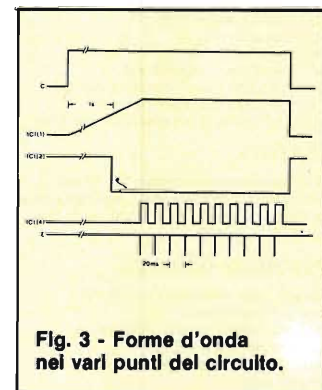 C
1s
IC1(1)
IC1(2)
IC1(4)
20ms
Fig. 3 - Forme d'onda
nei vari punti del circuito.